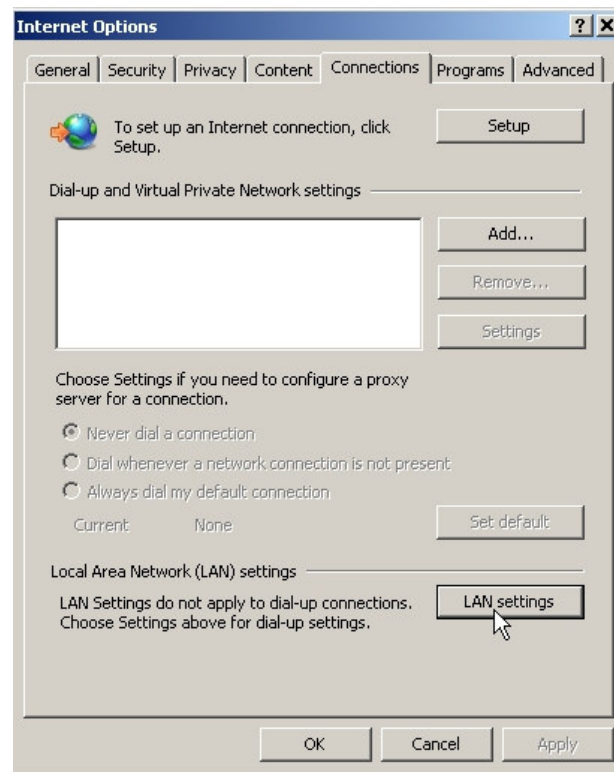 Internet Options
General Security Privacy Content Connections Programs Advanced
To set up an Internet connection, click
Setup.
Setup
Dial-up and Virtual Private Network settings
Add...
Remove...
Settings
Choose Settings if you need to configure a proxy
server for a connection.
Never dial a connection
Dial whenever a network connection is not present
Always dial my default connection
Current None
Set default
Local Area Network (LAN) settings
LAN Settings do not apply to dial-up connections.
Choose Settings above for dial-up settings.
LAN settings
OK Cancel Apply